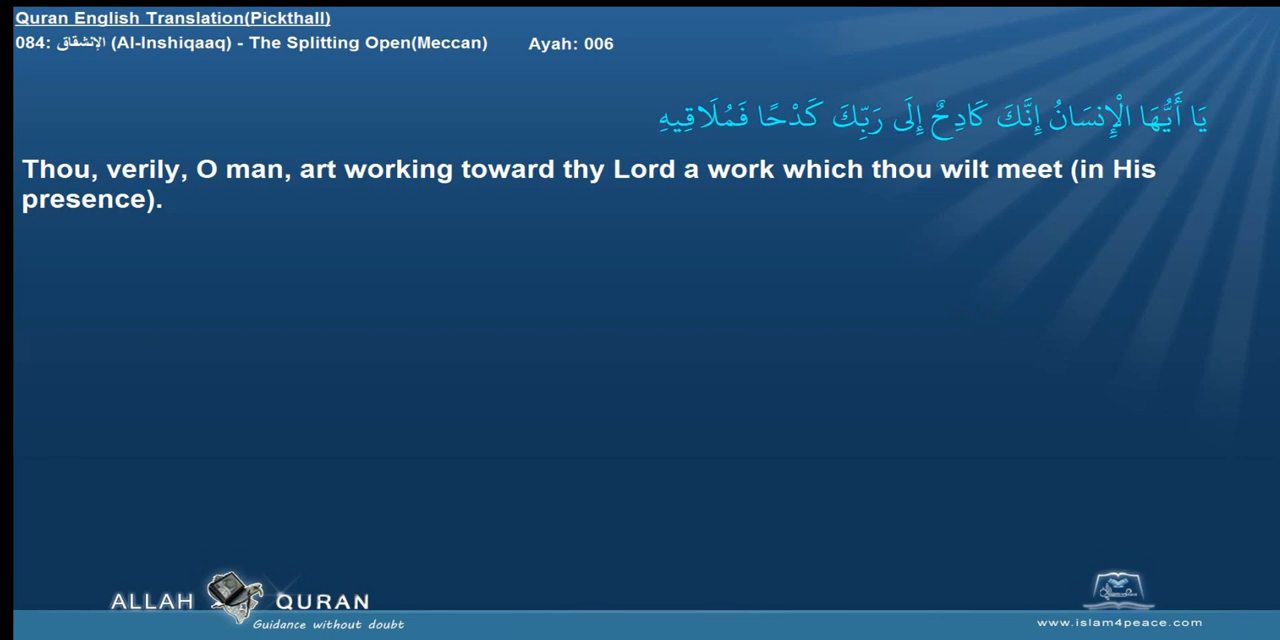 Quran English Translation(Pickthall)
084: الإنشقاق (Al-Inshiqaaq) - The Splitting Open(Meccan) Ayah: 006
يَا أَيُّهَا الْإِنسَانُ إِنَّكَ كَادِحٌ إِلَى رَبِّكَ كَدْحًا فَمُلَاقِيهِ
Thou, verily, O man, art working toward thy Lord a work which thou wilt meet (in His
presence).
ALLAH QURAN
Guidance without doubt
www.islam4peace.com